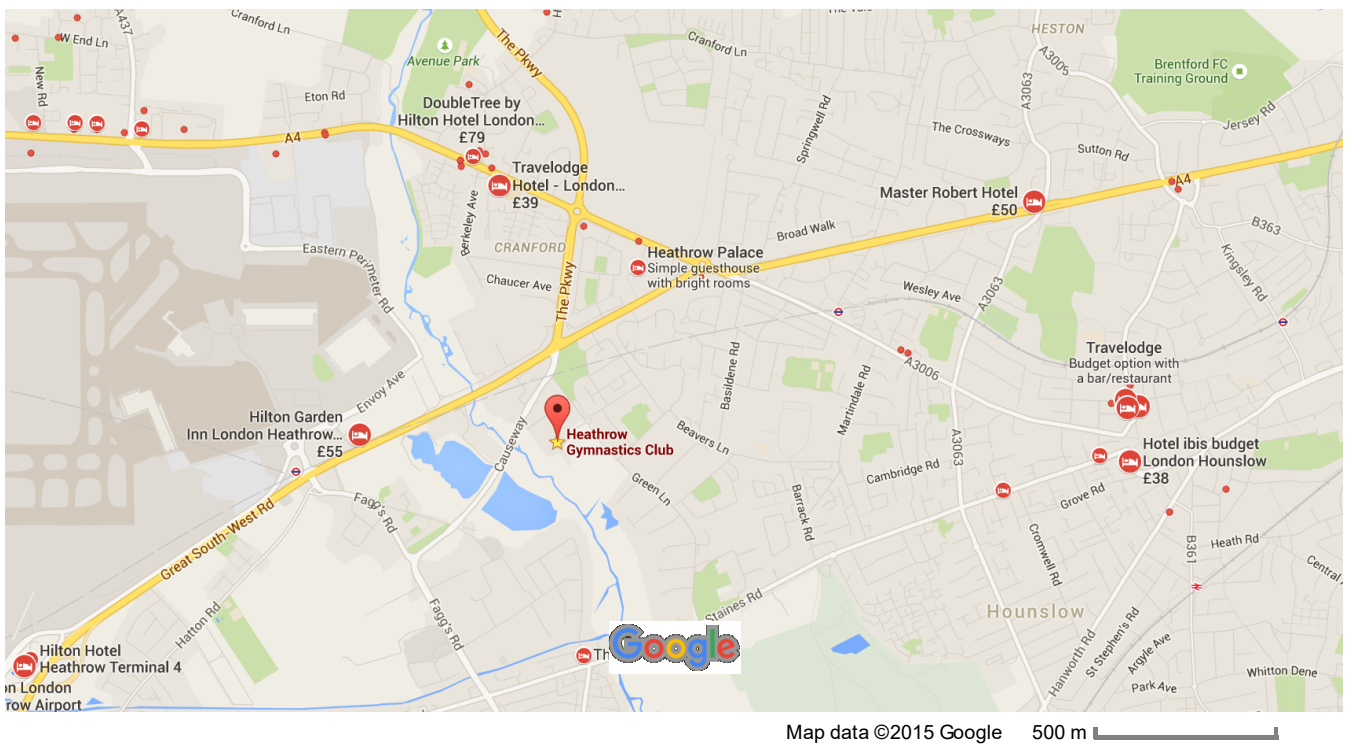 Cranford Ln
A437
W End Ln
New Rd
Avenue Park
Eton Rd
The Pkwy
H
Cranford Ln
HESTON
A3005
A3063
Brentford FC
Training Ground
Jersey Rd
DoubleTree by
Hilton Hotel London...
£79
A4
Springwell Rd
The Crossways
Sutton Rd
Travelodge
Hotel - London...
£39
Master Robert Hotel
£50
A4
Berkeley Ave
CRANFORD
Broad Walk
B363
Eastern Perimeter Rd
Heathrow Palace
Simple guesthouse
with bright rooms
Kingsley Rd
Chaucer Ave
The Pkwy
Wesley Ave
A3063
Travelodge
Budget option with
a bar/restaurant
Basildene Rd
A3006
Martindale Rd
Envoy Ave
Hilton Garden
Inn London Heathrow...
£55
Causeway
Heathrow
Gymnastics Club
Beavers Ln
A3063
Hotel ibis budget
London Hounslow
£38
Cambridge Rd
Green Ln
Barrack Rd
Grove Rd
Fagg's Rd
Great South-West Rd
Cromwell Rd
B361
Heath Rd
Central
Hatton Rd
Fagg's Rd
Staines Rd
Hounslow
Hanworth Rd
St Stephen's Rd
Argyle Ave
Hilton Hotel
Heathrow Terminal 4
Th
Google
Whitton Dene
Park Ave
on London
row Airport
Map data ©2015 Google 500 m